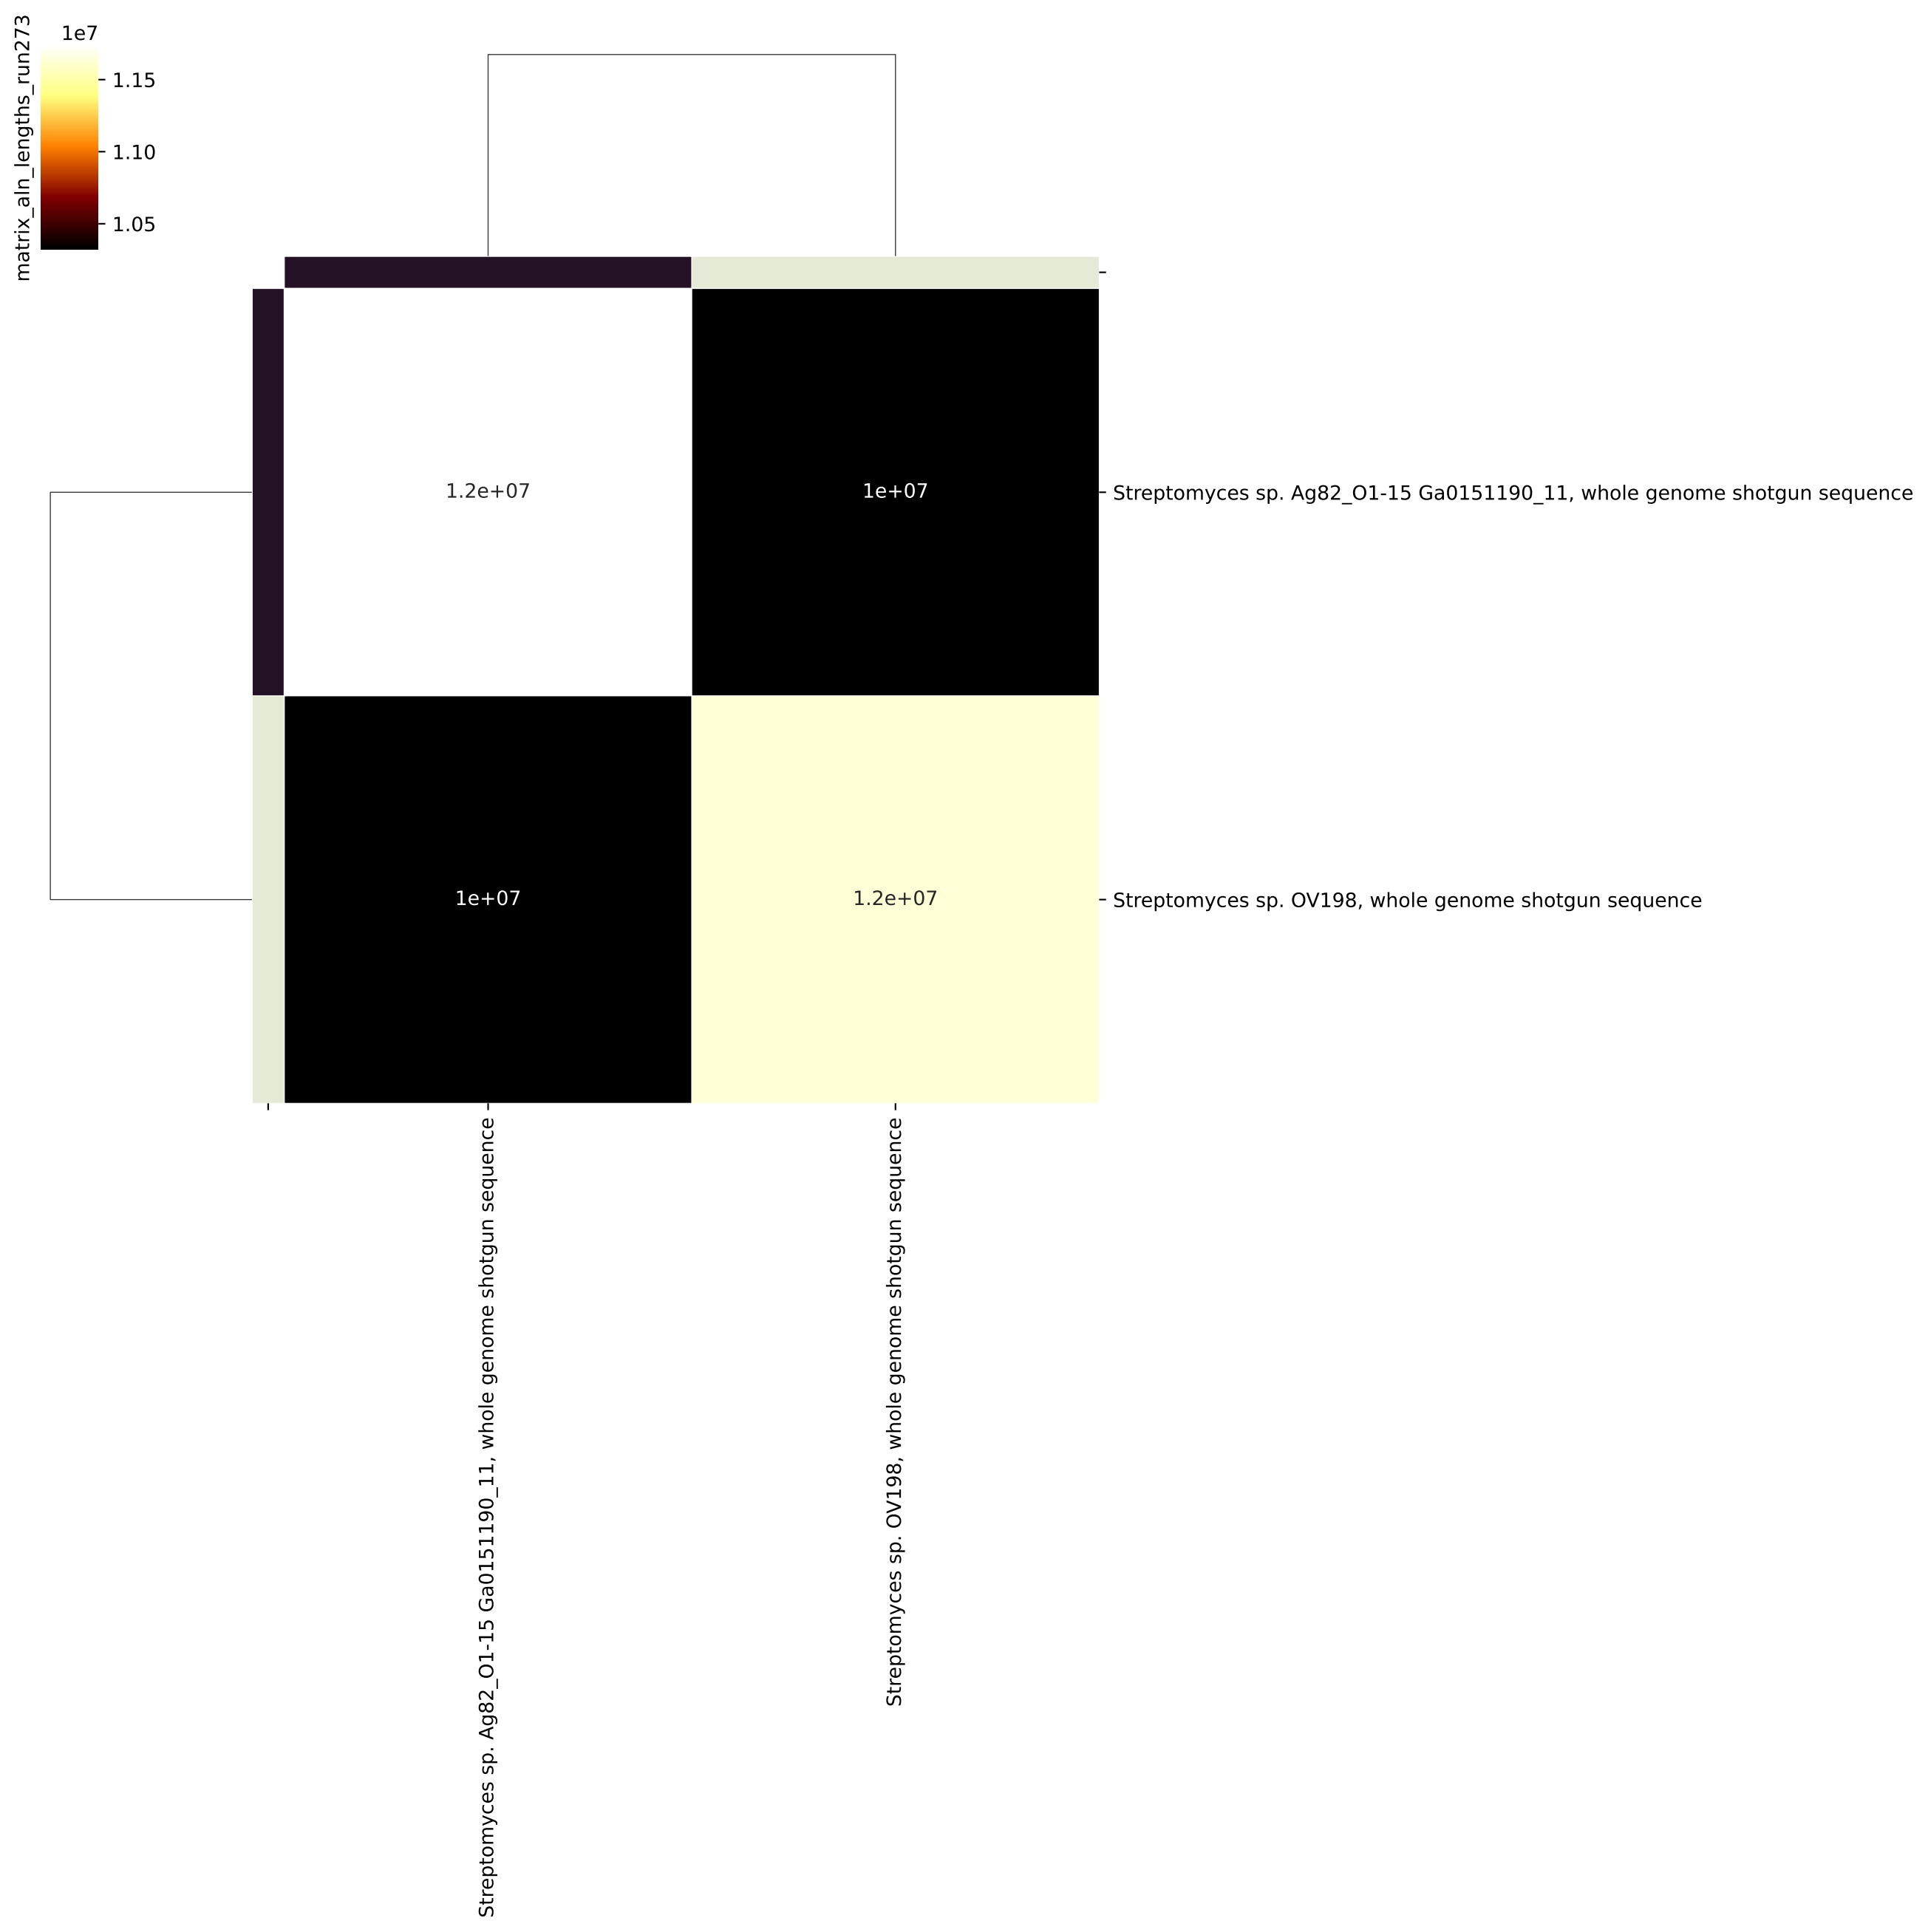 matrix_aln_lengths_run273
1e7
1.15
1.10
1.05
1.2e+07
1e+07
Streptomyces sp. Ag82_O1-15 Ga0151190_11, whole genome shotgun sequence
1e+07
1.2e+07
Streptomyces sp. OV198, whole genome shotgun sequence
Streptomyces sp. Ag82_O1-15 Ga0151190_11, whole genome shotgun sequence
Streptomyces sp. OV198, whole genome shotgun sequence